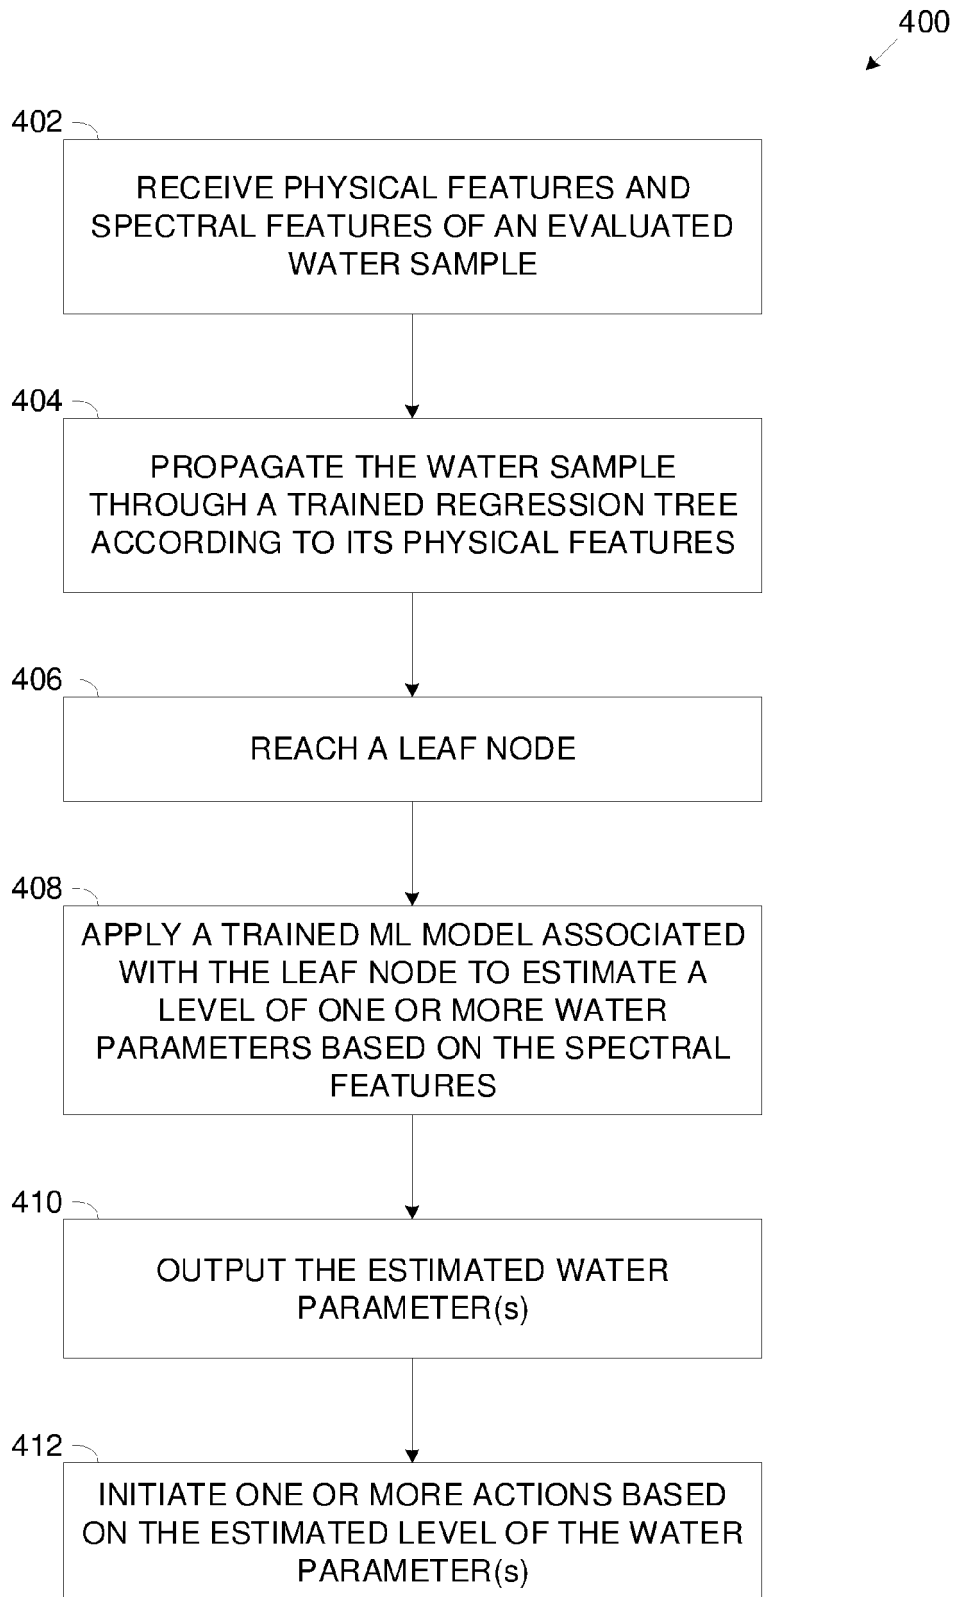 400
402
RECEIVE PHYSICAL FEATURES AND
SPECTRAL FEATURES OF AN EVALUATED
WATER SAMPLE
404
PROPAGATE THE WATER SAMPLE
THROUGH A TRAINED REGRESSION TREE
ACCORDING TO ITS PHYSICAL FEATURES
406
REACH A LEAF NODE
408
APPLY A TRAINED ML MODEL ASSOCIATED
WITH THE LEAF NODE TO ESTIMATE A
LEVEL OF ONE OR MORE WATER
PARAMETERS BASED ON THE SPECTRAL
FEATURES
410
OUTPUT THE ESTIMATED WATER
PARAMETER(s)
412
INITIATE ONE OR MORE ACTIONS BASED
ON THE ESTIMATED LEVEL OF THE WATER
PARAMETER(s)